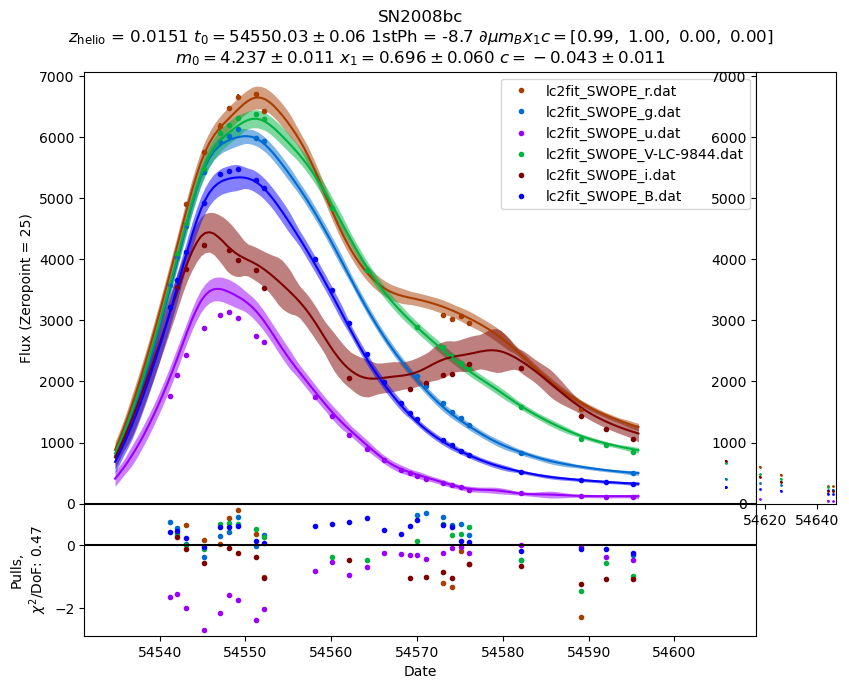 SN2008bc
z_helio = 0.0151 t_0 = 54550.03 ± 0.06 1stPh = -8.7 ∂μm_Bx_1c = [0.99, 1.00, 0.00, 0.00]
m_0 = 4.237 ± 0.011 x_1 = 0.696 ± 0.060 c = −0.043 ± 0.011
lc2fit_SWOPE_r.dat
lc2fit_SWOPE_g.dat
lc2fit_SWOPE_u.dat
lc2fit_SWOPE_V-LC-9844.dat
lc2fit_SWOPE_i.dat
lc2fit_SWOPE_B.dat
Flux (Zeropoint = 25)
7000
6000
5000
4000
3000
2000
1000
0
7000
6000
5000
4000
3000
2000
1000
0
54620 54640
Pulls,
χ²/DoF: 0.47
0
−2
54540 54550 54560 54570 54580 54590 54600
Date